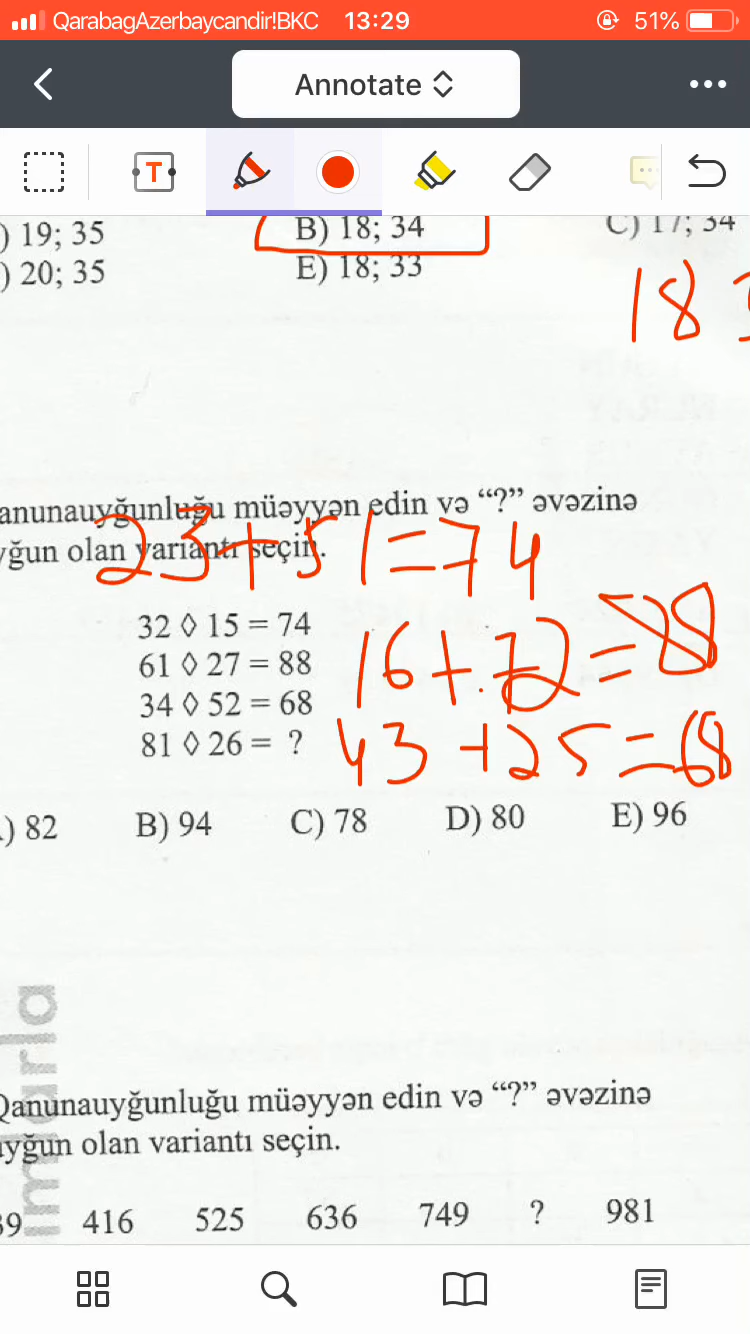 QarabagAzerbaycandir!BKC 13:29 51%
Annotate
T
) 19; 35 B) 18; 34 C) 17; 34
) 20; 35 E) 18; 33
18
anunauyğunluğu müəyyən edin və “?” əvəzinə
yğun olan variantı seçin.
23+51=74
32 ◊ 15 = 74
61 ◊ 27 = 88
16+72=88
34 ◊ 52 = 68
43+25=68
81 ◊ 26 = ?
) 82 B) 94 C) 78 D) 80 E) 96
imlərlə
Qanunauyğunluğu müəyyən edin və “?” əvəzinə
uyğun olan variantı seçin.
39 416 525 636 749 ? 981